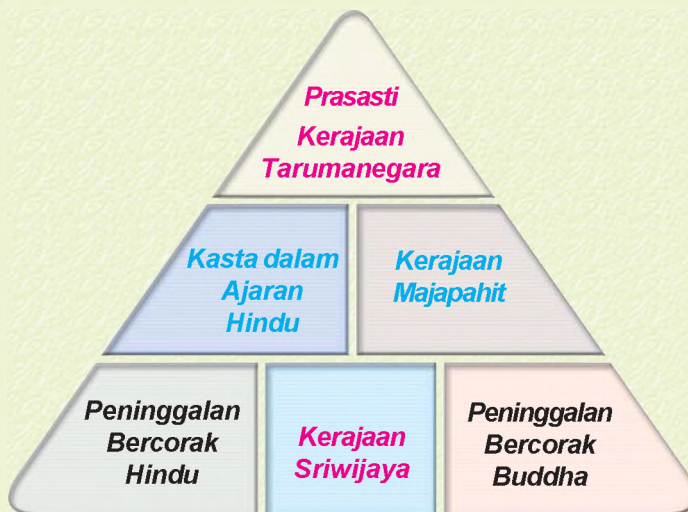 Prasasti
Kerajaan
Tarumanegara
Kasta dalam
Ajaran
Hindu
Kerajaan
Majapahit
Peninggalan
Bercorak
Hindu
Kerajaan
Sriwijaya
Peninggalan
Bercorak
Buddha